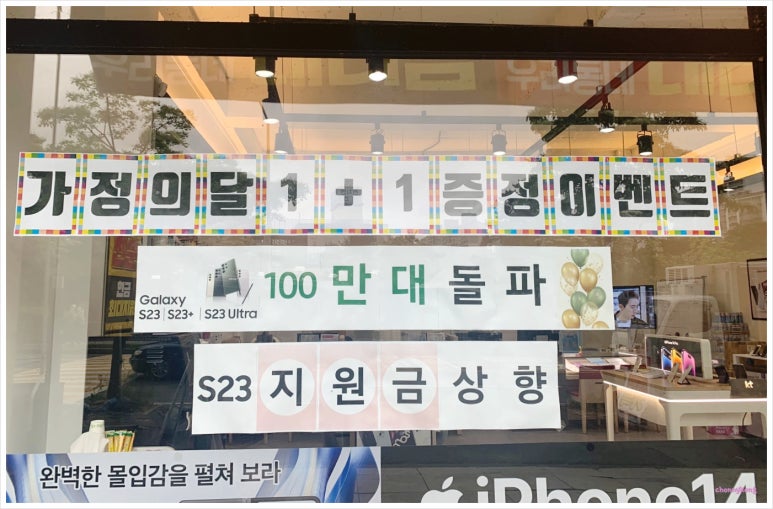 가정의달1+1증정이벤트
Galaxy
S23 | S23+ | S23 Ultra
100만대돌파
S23 지원금상향
kt
완벽한 몰입감을 펼쳐 보라
iPhone14